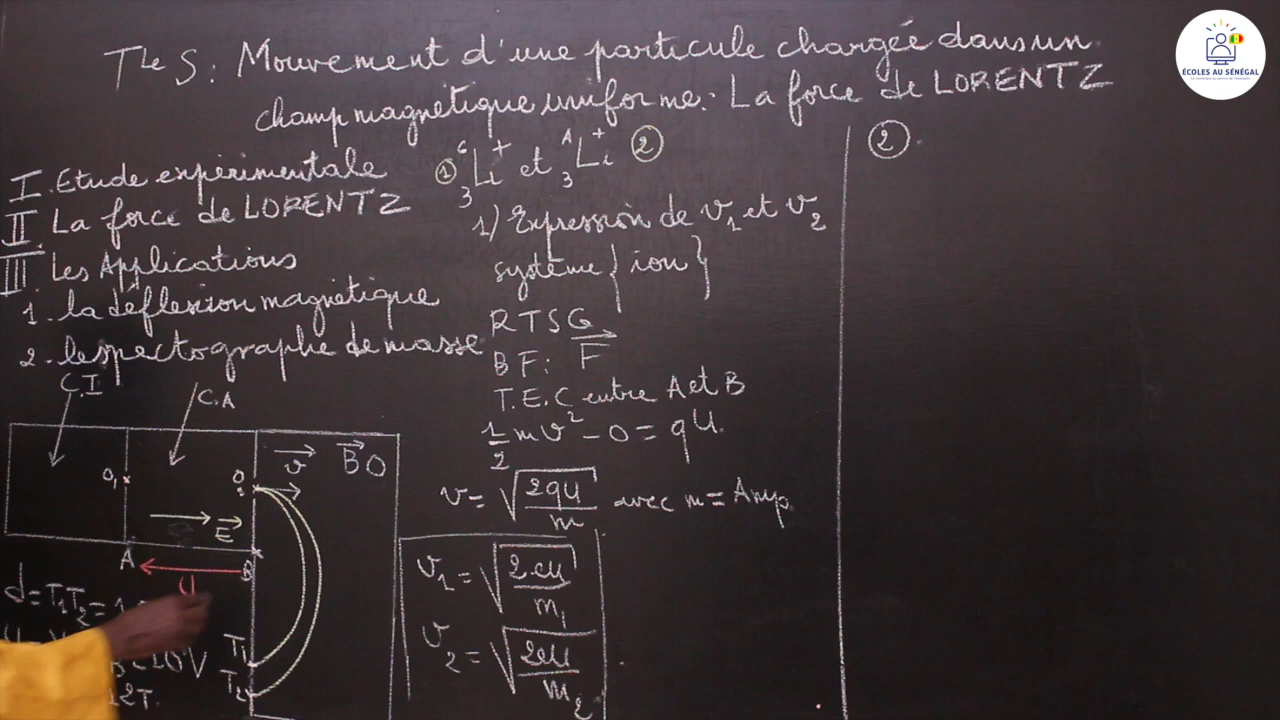 Tle S : Mouvement d'une particule chargée dans un
champ magnétique uniforme. La force de LORENTZ
I. Etude expérimentale
II. La force de LORENTZ
III. Les Applications
1. la déflexion magnétique
2. le spectographe de masse
C.I
C.A
O1
O
v
B
E
A
B
U
T1
T2
d = T1T2 =
① 6 3 Li + et A 3 Li + ②
1) Expression de v1 et v2
système { ion }
R T S G
B F : F
T.E.C entre A et B
1/2 mv² - 0 = qU
v = √2qU/m avec m = Amp
v1 = √2eU/m1
v2 = √2eU/m2
②
ÉCOLES AU SÉNÉGAL